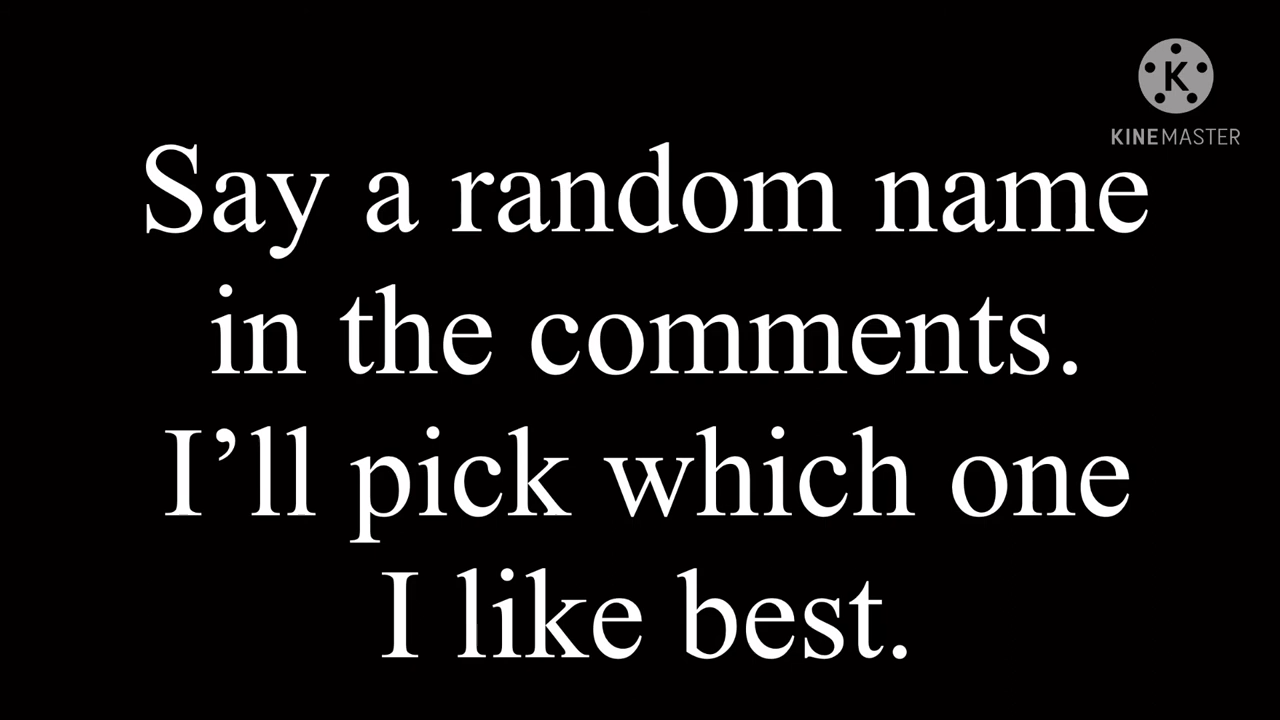 KINEMASTER
Say a random name
in the comments.
I’ll pick which one
I like best.